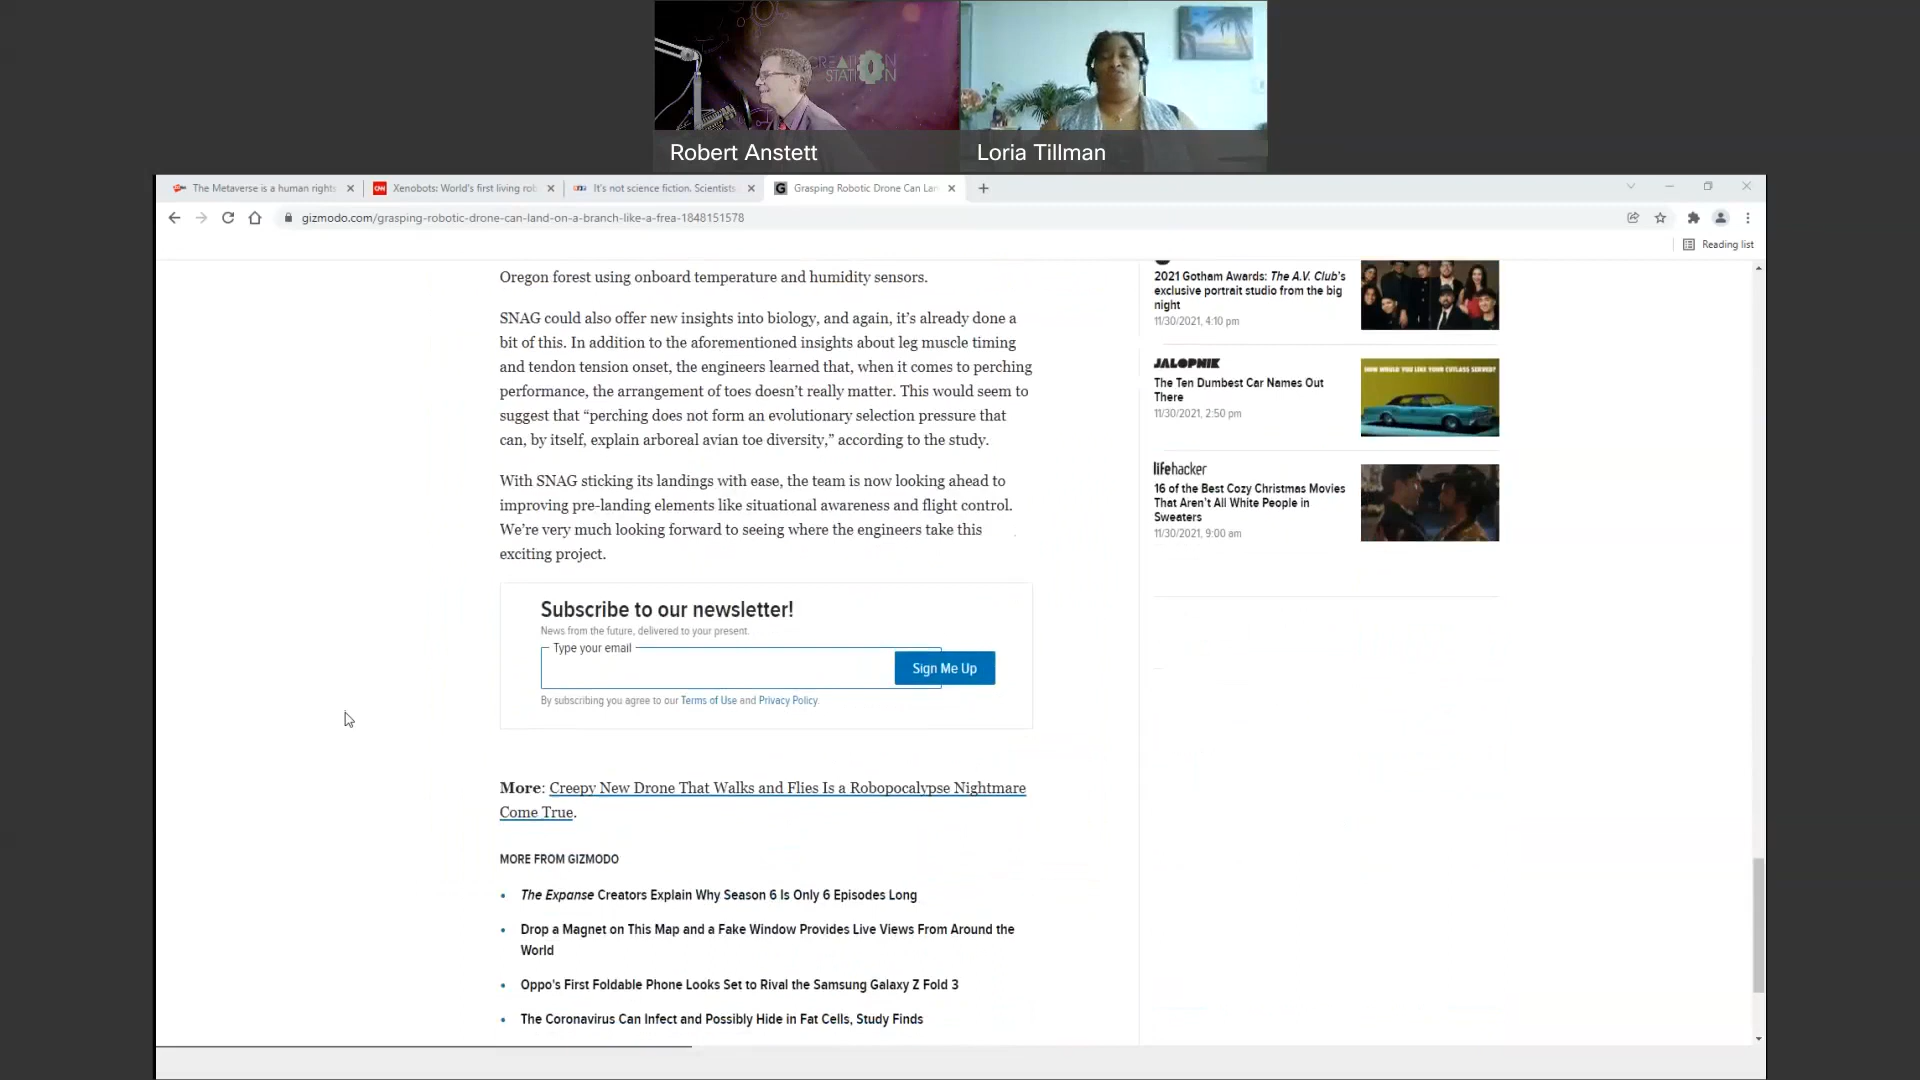 CREATION
STATION
Robert Anstett
Loria Tillman
The Metaverse is a human rights
Xenobots: World's first living rob
It's not science fiction. Scientists
Grasping Robotic Drone Can Lan
gizmodo.com/grasping-robotic-drone-can-land-on-a-branch-like-a-frea-1848151578
Reading list
Oregon forest using onboard temperature and humidity sensors.
SNAG could also offer new insights into biology, and again, it's already done a
bit of this. In addition to the aforementioned insights about leg muscle timing
and tendon tension onset, the engineers learned that, when it comes to perching
performance, the arrangement of toes doesn't really matter. This would seem to
suggest that “perching does not form an evolutionary selection pressure that
can, by itself, explain arboreal avian toe diversity,” according to the study.
With SNAG sticking its landings with ease, the team is now looking ahead to
improving pre-landing elements like situational awareness and flight control.
We're very much looking forward to seeing where the engineers take this
exciting project.
Subscribe to our newsletter!
News from the future, delivered to your present.
Type your email
Sign Me Up
By subscribing you agree to our Terms of Use and Privacy Policy.
More: Creepy New Drone That Walks and Flies Is a Robopocalypse Nightmare
Come True.
MORE FROM GIZMODO
• The Expanse Creators Explain Why Season 6 Is Only 6 Episodes Long
• Drop a Magnet on This Map and a Fake Window Provides Live Views From Around the
World
• Oppo's First Foldable Phone Looks Set to Rival the Samsung Galaxy Z Fold 3
• The Coronavirus Can Infect and Possibly Hide in Fat Cells, Study Finds
2021 Gotham Awards: The A.V. Club's
exclusive portrait studio from the big
night
11/30/2021, 4:10 pm
JALOPNIK
The Ten Dumbest Car Names Out
There
11/30/2021, 2:50 pm
HOW WOULD YOU LIKE YOUR CUTLASS SERVED?
lifehacker
16 of the Best Cozy Christmas Movies
That Aren't All White People in
Sweaters
11/30/2021, 9:00 am